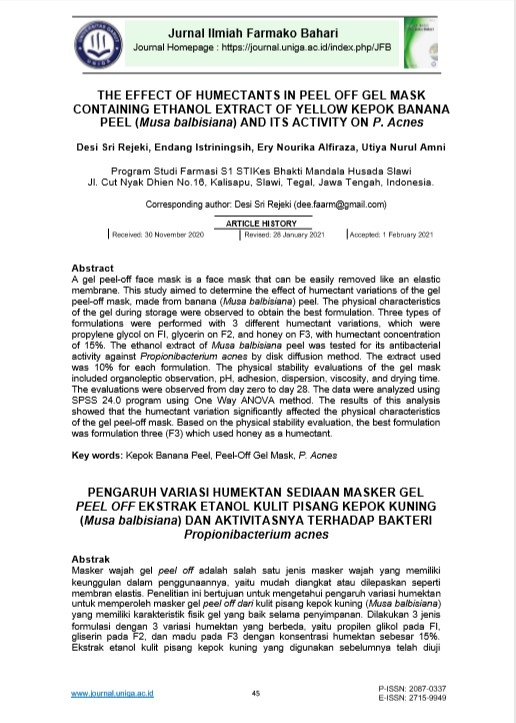 Jurnal Ilmiah Farmako Bahari
Journal Homepage : https://journal.uniga.ac.id/index.php/JFB
THE EFFECT OF HUMECTANTS IN PEEL OFF GEL MASK
CONTAINING ETHANOL EXTRACT OF YELLOW KEPOK BANANA
PEEL (Musa balbisiana) AND ITS ACTIVITY ON P. Acnes
Desi Sri Rejeki, Endang Istriningsih, Ery Nourika Alfiraza, Utiya Nurul Amni
Program Studi Farmasi S1 STIKes Bhakti Mandala Husada Slawi
Jl. Cut Nyak Dhien No.16, Kalisapu, Slawi, Tegal, Jawa Tengah, Indonesia.
Corresponding author: Desi Sri Rejeki (dee.faarm@gmail.com)
ARTICLE HISTORY
Received: 30 November 2020 Revised: 28 January 2021 Accepted: 1 February 2021
Abstract
A gel peel-off face mask is a face mask that can be easily removed like an elastic
membrane. This study aimed to determine the effect of humectant variations of the gel
peel-off mask, made from banana (Musa balbisiana) peel. The physical characteristics
of the gel during storage were observed to obtain the best formulation. Three types of
formulations were performed with 3 different humectant variations, which were
propylene glycol on FI, glycerin on F2, and honey on F3, with humectant concentration
of 15%. The ethanol extract of Musa balbisiana peel was tested for its antibacterial
activity against Propionibacterium acnes by disk diffusion method. The extract used
was 10% for each formulation. The physical stability evaluations of the gel mask
included organoleptic observation, pH, adhesion, dispersion, viscosity, and drying time.
The evaluations were observed from day zero to day 28. The data were analyzed using
SPSS 24.0 program using One Way ANOVA method. The results of this analysis
showed that the humectant variation significantly affected the physical characteristics
of the gel peel-off mask. Based on the physical stability evaluation, the best formulation
was formulation three (F3) which used honey as a humectant.
Key words: Kepok Banana Peel, Peel-Off Gel Mask, P. Acnes
PENGARUH VARIASI HUMEKTAN SEDIAAN MASKER GEL
PEEL OFF EKSTRAK ETANOL KULIT PISANG KEPOK KUNING
(Musa balbisiana) DAN AKTIVITASNYA TERHADAP BAKTERI
Propionibacterium acnes
Abstrak
Masker wajah gel peel off adalah salah satu jenis masker wajah yang memiliki
keunggulan dalam penggunaannya, yaitu mudah diangkat atau dilepaskan seperti
membran elastis. Penelitian ini bertujuan untuk mengetahui pengaruh variasi humektan
untuk memperoleh masker gel peel off dari kulit pisang kepok kuning (Musa balbisiana)
yang memiliki karakteristik fisik gel yang baik selama penyimpanan. Dilakukan 3 jenis
formulasi dengan 3 variasi humektan yang berbeda, yaitu propilen glikol pada FI,
gliserin pada F2, dan madu pada F3 dengan konsentrasi humektan sebesar 15%.
Ekstrak etanol kulit pisang kepok kuning yang digunakan sebelumnya telah diuji
www.journal.uniga.ac.id 45 P-ISSN: 2087-0337
E-ISSN: 2715-9949